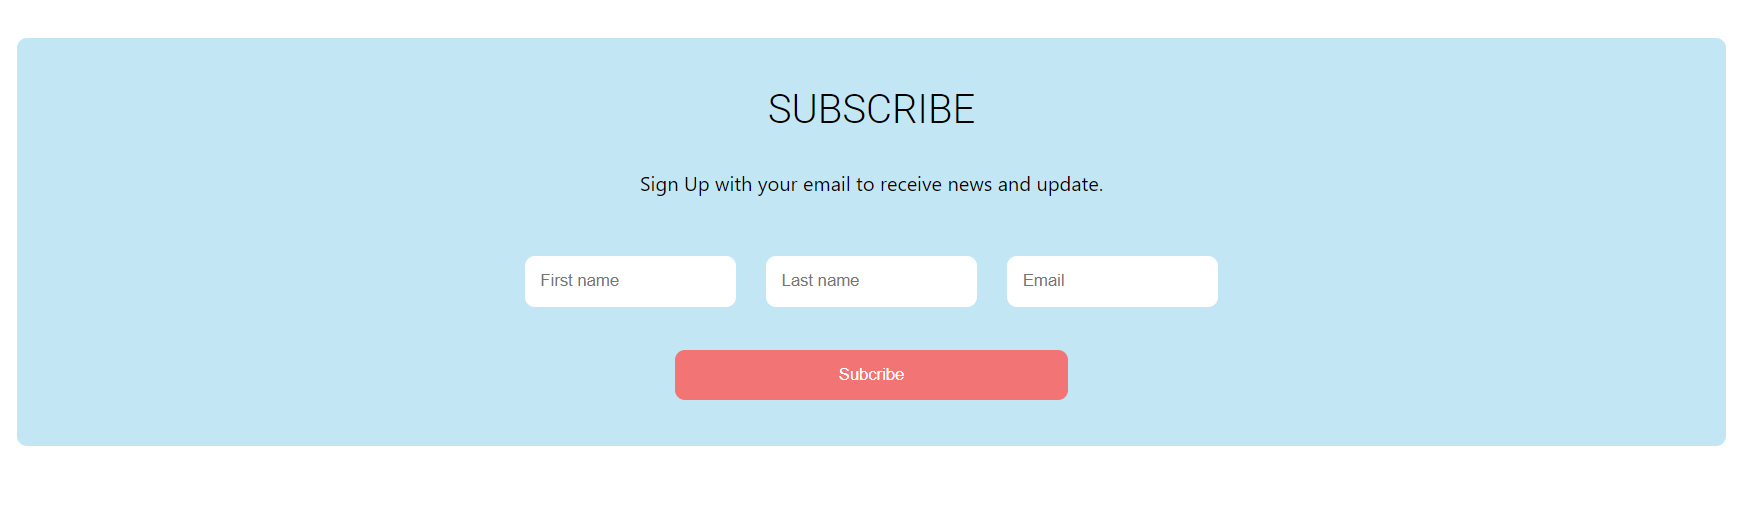 SUBSCRIBE
Sign Up with your email to receive news and update.
First name Last name Email
Subcribe